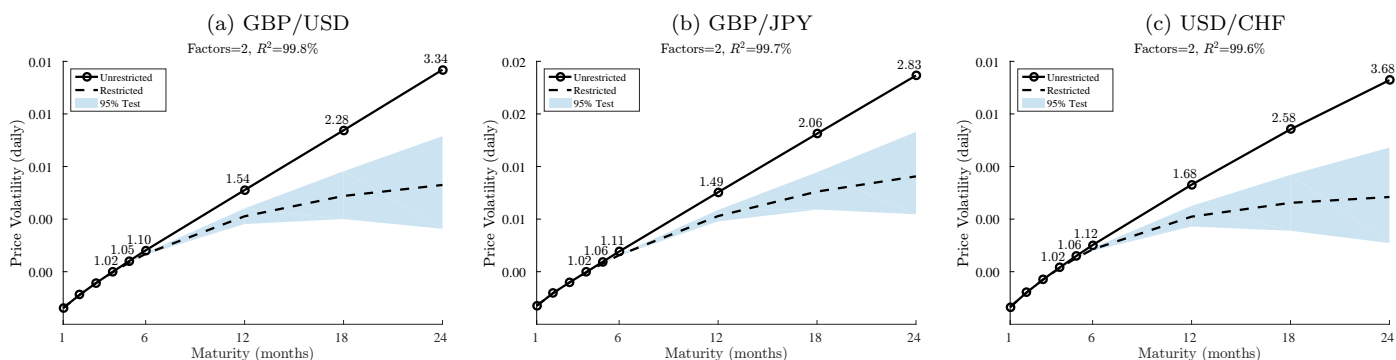 (a) GBP/USD
Factors=2, R²=99.8%
Price Volatility (daily)
0.01
0.01
0.01
0.00
0.00
Unrestricted
Restricted
95% Test
1.02
1.05
1.10
1.54
2.28
3.34
1
6
12
18
24
Maturity (months)
(b) GBP/JPY
Factors=2, R²=99.7%
Price Volatility (daily)
0.02
0.02
0.01
0.01
0.00
Unrestricted
Restricted
95% Test
1.02
1.06
1.11
1.49
2.06
2.83
1
6
12
18
24
Maturity (months)
(c) USD/CHF
Factors=2, R²=99.6%
Price Volatility (daily)
0.01
0.01
0.00
0.00
0.00
Unrestricted
Restricted
95% Test
1.02
1.06
1.12
1.68
2.58
3.68
1
6
12
18
24
Maturity (months)